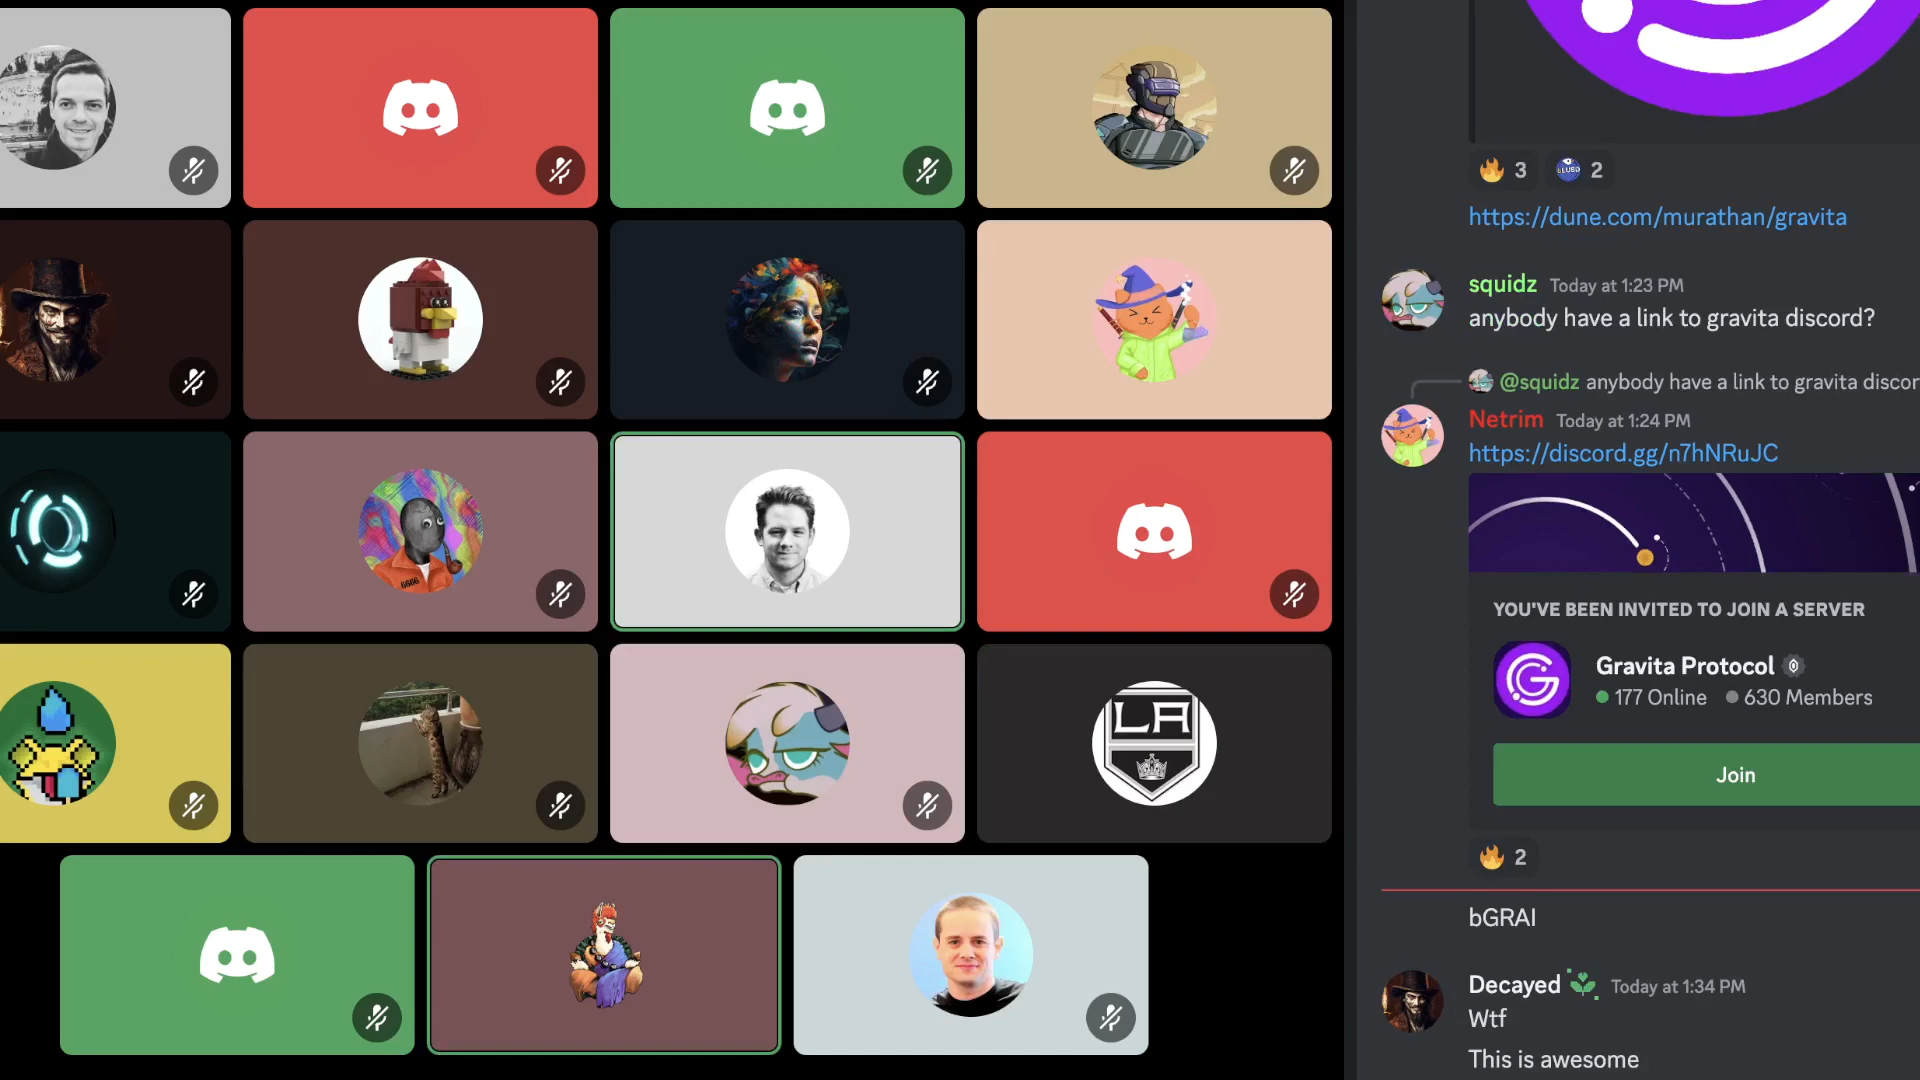 6666
LA
3
LUSD 2
https://dune.com/murathan/gravita
squidz Today at 1:23 PM
anybody have a link to gravita discord?
@squidz anybody have a link to gravita discor
Netrim Today at 1:24 PM
https://discord.gg/n7hNRuJC
YOU'VE BEEN INVITED TO JOIN A SERVER
Gravita Protocol
177 Online 630 Members
Join
2
bGRAI
Decayed Today at 1:34 PM
Wtf
This is awesome